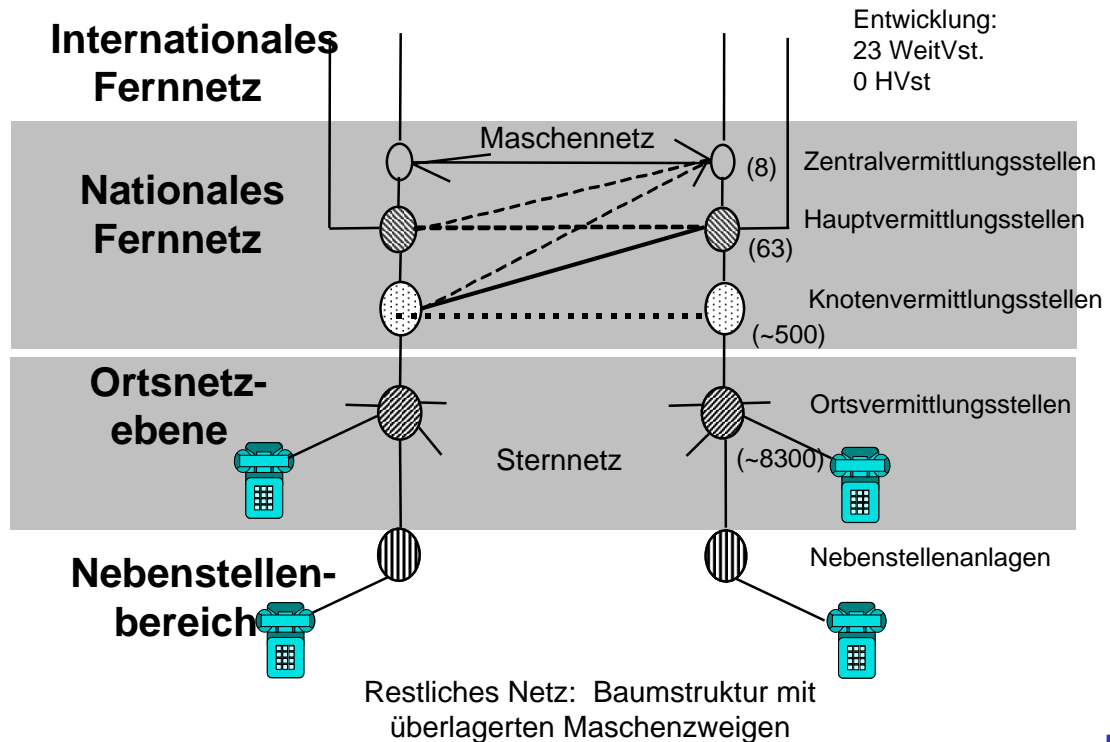 Internationales
Fernnetz
Entwicklung:
23 WeitVst.
0 HVst
Maschennetz
Nationales
Fernnetz
(8)
Zentralvermittlungsstellen
Hauptvermittlungsstellen
(63)
Knotenvermittlungsstellen
(~500)
Ortsnetz-
ebene
Ortsvermittlungsstellen
Sternnetz
(~8300)
Nebenstellen-
bereich
Nebenstellenanlagen
Restliches Netz: Baumstruktur mit
überlagerten Maschenzweigen